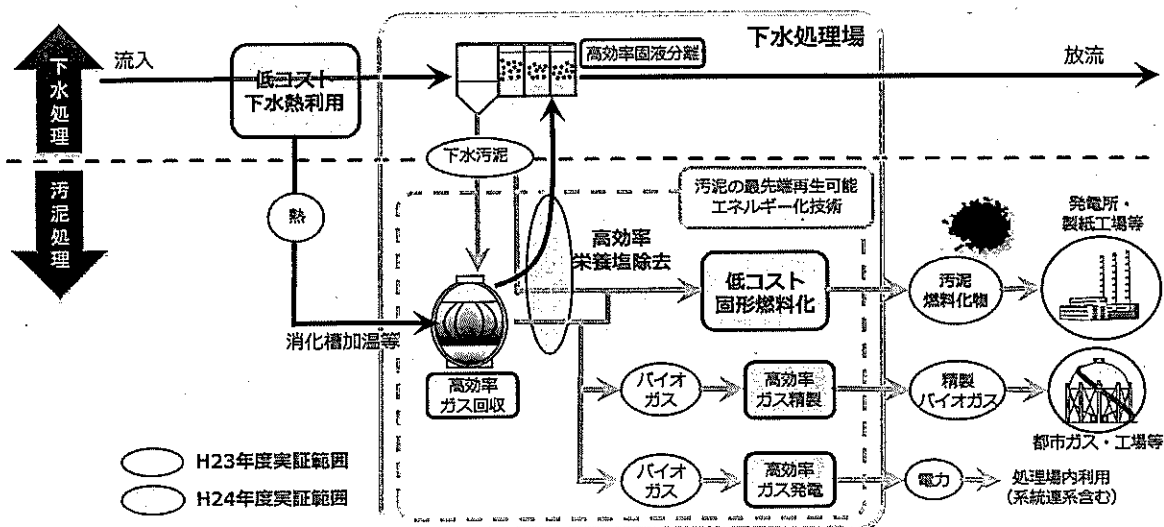 下水処理
汚泥処理
流入
低コスト
下水熱利用
下水処理場
高効率固液分離
放流
下水汚泥
熱
汚泥の最先端再生可能
エネルギー化技術
高効率
栄養塩除去
低コスト
固形燃料化
汚泥
燃料化物
発電所・
製紙工場等
消化槽加温等
高効率
ガス回収
バイオ
ガス
高効率
ガス精製
精製
バイオガス
都市ガス・工場等
バイオ
ガス
高効率
ガス発電
電力
処理場内利用
(系統連系含む)
H23年度実証範囲
H24年度実証範囲